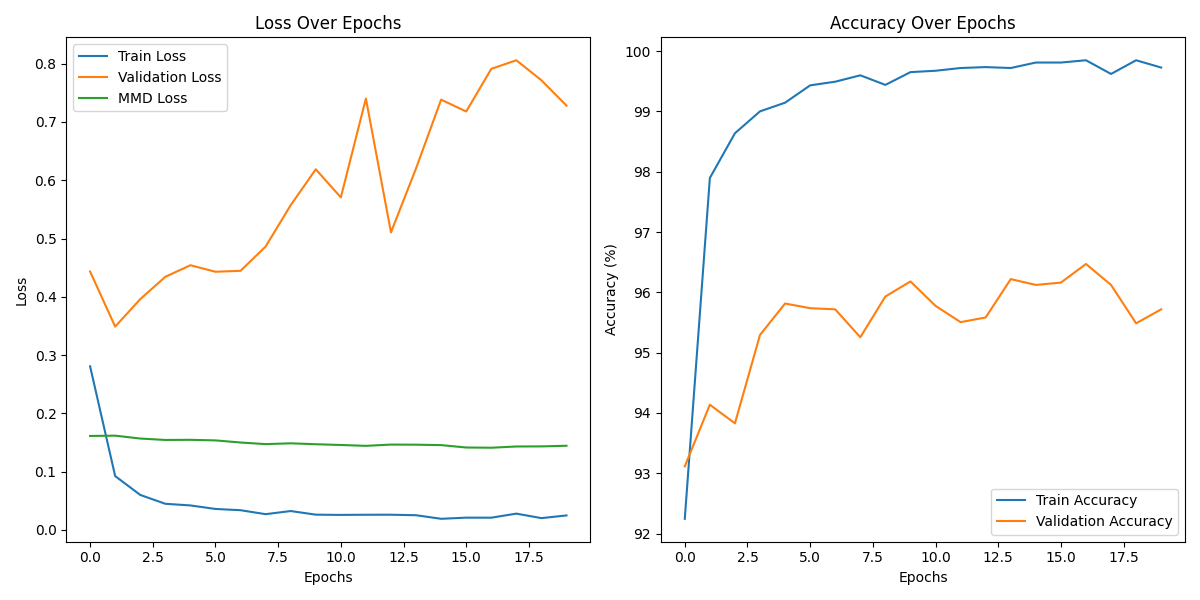 Loss Over Epochs
Train Loss
Validation Loss
MMD Loss
Loss
0.8
0.7
0.6
0.5
0.4
0.3
0.2
0.1
0.0
0.0 2.5 5.0 7.5 10.0 12.5 15.0 17.5
Epochs
Accuracy Over Epochs
Accuracy (%)
100
99
98
97
96
95
94
93
92
Train Accuracy
Validation Accuracy
0.0 2.5 5.0 7.5 10.0 12.5 15.0 17.5
Epochs